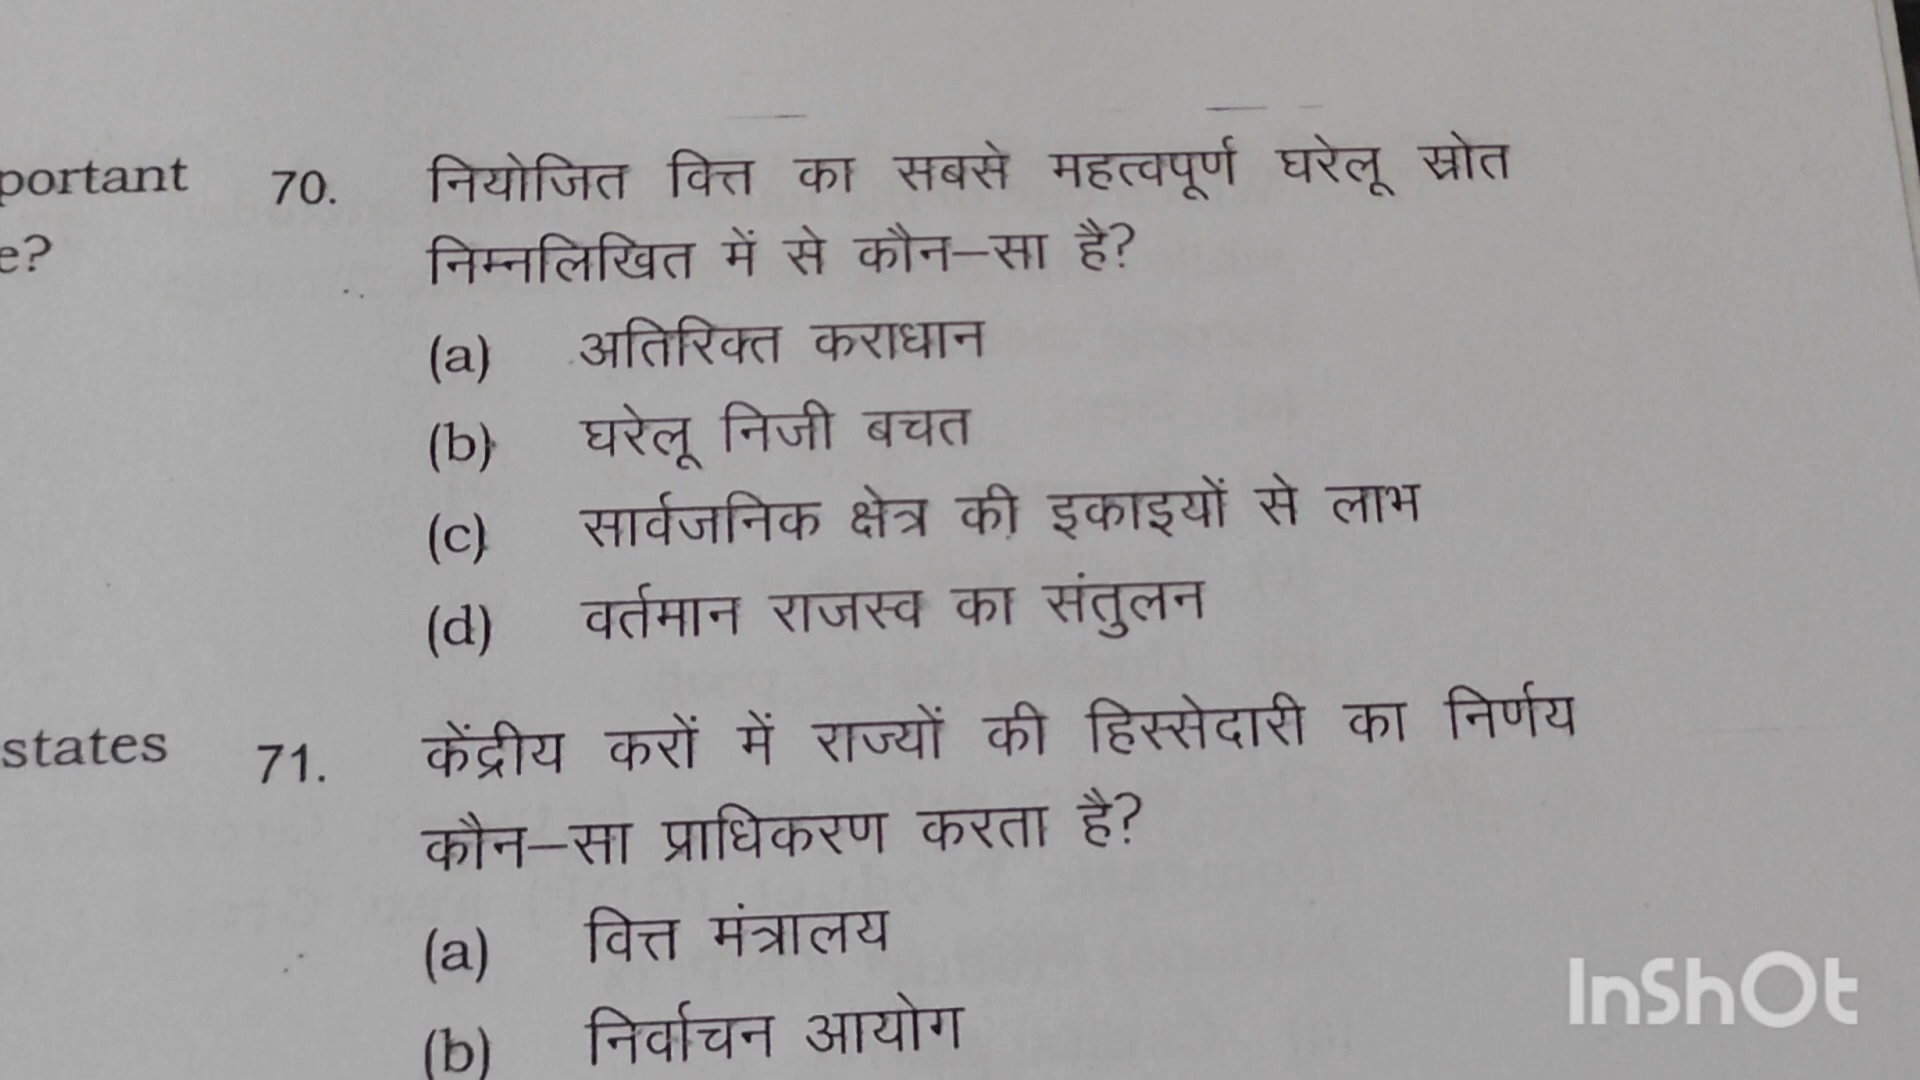 portant
e?
70. नियोजित वित्त का सबसे महत्वपूर्ण घरेलू स्रोत
निम्नलिखित में से कौन–सा है?
(a) अतिरिक्त कराधान
(b) घरेलू निजी बचत
(c) सार्वजनिक क्षेत्र की इकाइयों से लाभ
(d) वर्तमान राजस्व का संतुलन
states
71. केंद्रीय करों में राज्यों की हिस्सेदारी का निर्णय
कौन–सा प्राधिकरण करता है?
(a) वित्त मंत्रालय
(b) निर्वाचन आयोग
InShOt